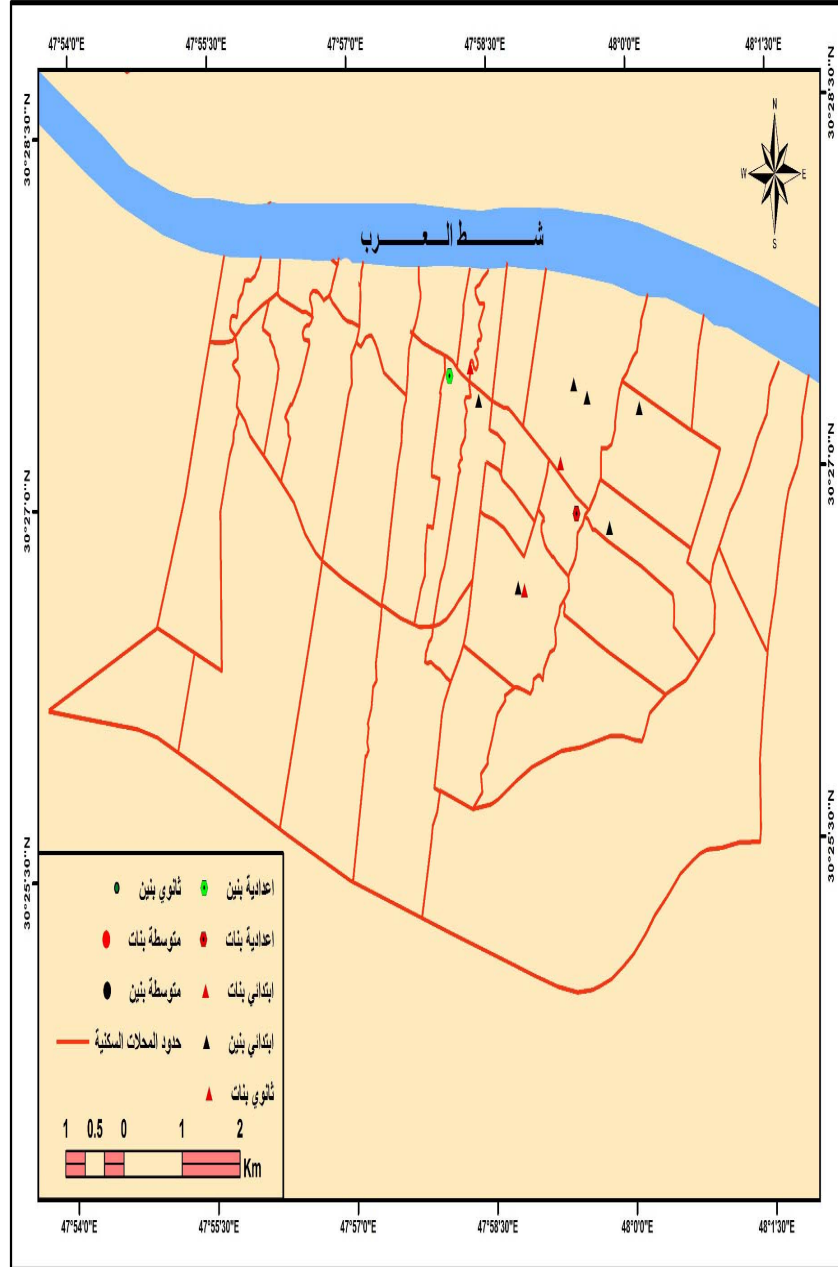 47°54'0"E 47°55'30"E 47°57'0"E 47°58'30"E 48°0'0"E 48°1'30"E
30°28'30"N
30°28'30"N
N
W E
S
شـــــــط الـعـــــــرب
30°27'0"N
30°27'0"N
30°25'30"N
30°25'30"N
اعدادية بنين ثانوي بنين
اعدادية بنات متوسطة بنات
ابتدائي بنات متوسطة بنين
ابتدائي بنين حدود المحلات السكنية
ثانوي بنات
1 0.5 0 1 2
Km
47°54'0"E 47°55'30"E 47°57'0"E 47°58'30"E 48°0'0"E 48°1'30"E